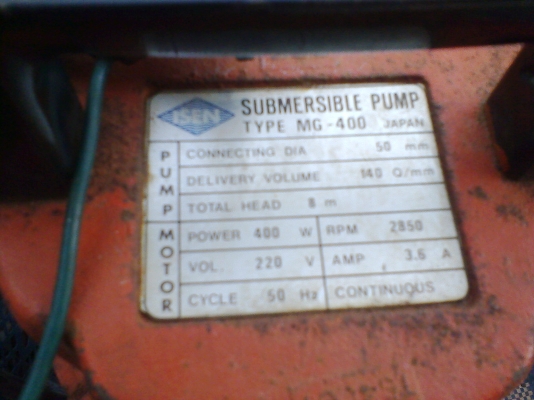 ISEN
SUBMERSIBLE PUMP
TYPE MG-400 JAPAN
PUMP
CONNECTING DIA 50 mm
DELIVERY VOLUME 140 Q/mm
TOTAL HEAD 8 m
MOTOR
POWER 400 W RPM 2850
VOL. 220 V AMP 3.6 A
CYCLE 50 Hz CONTINUOUS